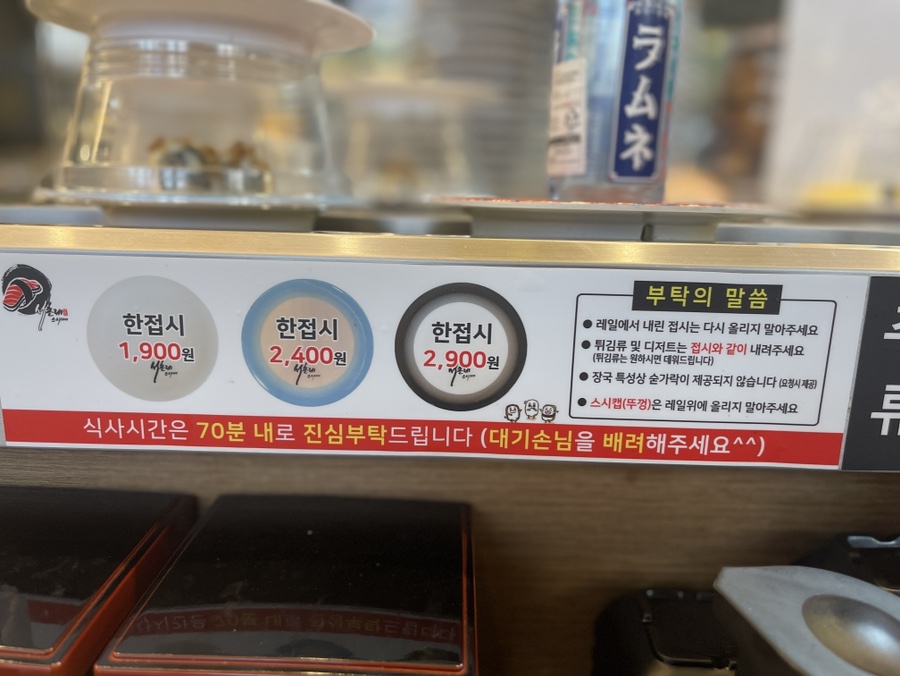 ラムネ
한접시
1,900원
한접시
2,400원
한접시
2,900원
부탁의 말씀
● 레일에서 내린 접시는 다시 올리지 말아주세요
● 튀김류 및 디저트는 접시와 같이 내려주세요
(튀김류는 원하시면 데워드립니다)
● 장국 특성상 숟가락이 제공되지 않습니다 (요청시 제공)
● 스시캡(뚜껑)은 레일위에 올리지 말아주세요
식사시간은 70분 내로 진심부탁드립니다 (대기손님을 배려해주세요^^)
류